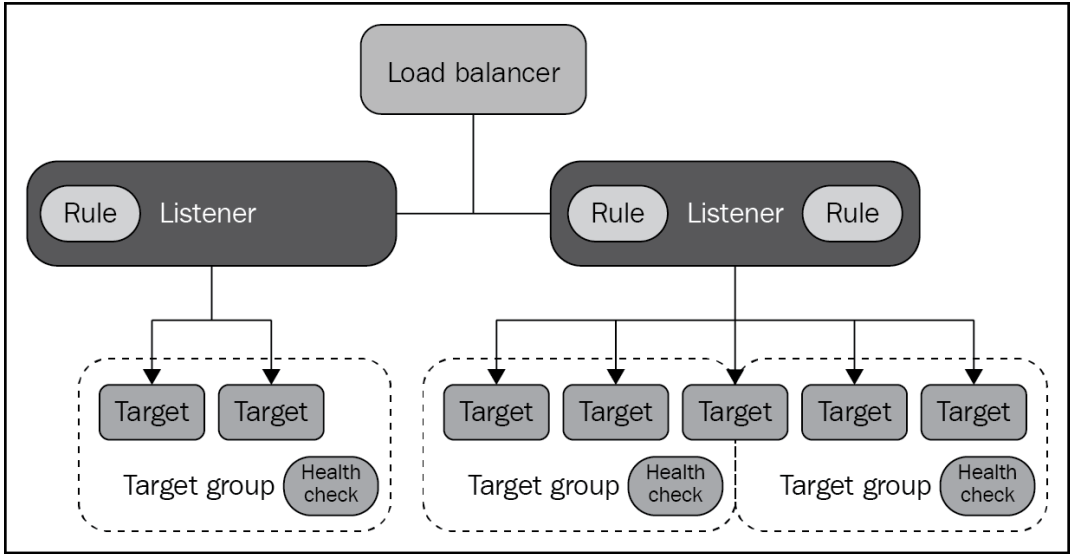 Load balancer
Rule Listener
Rule Listener Rule
Target Target
Target Target Target Target Target
Target group Health check
Target group Health check
Target group Health check